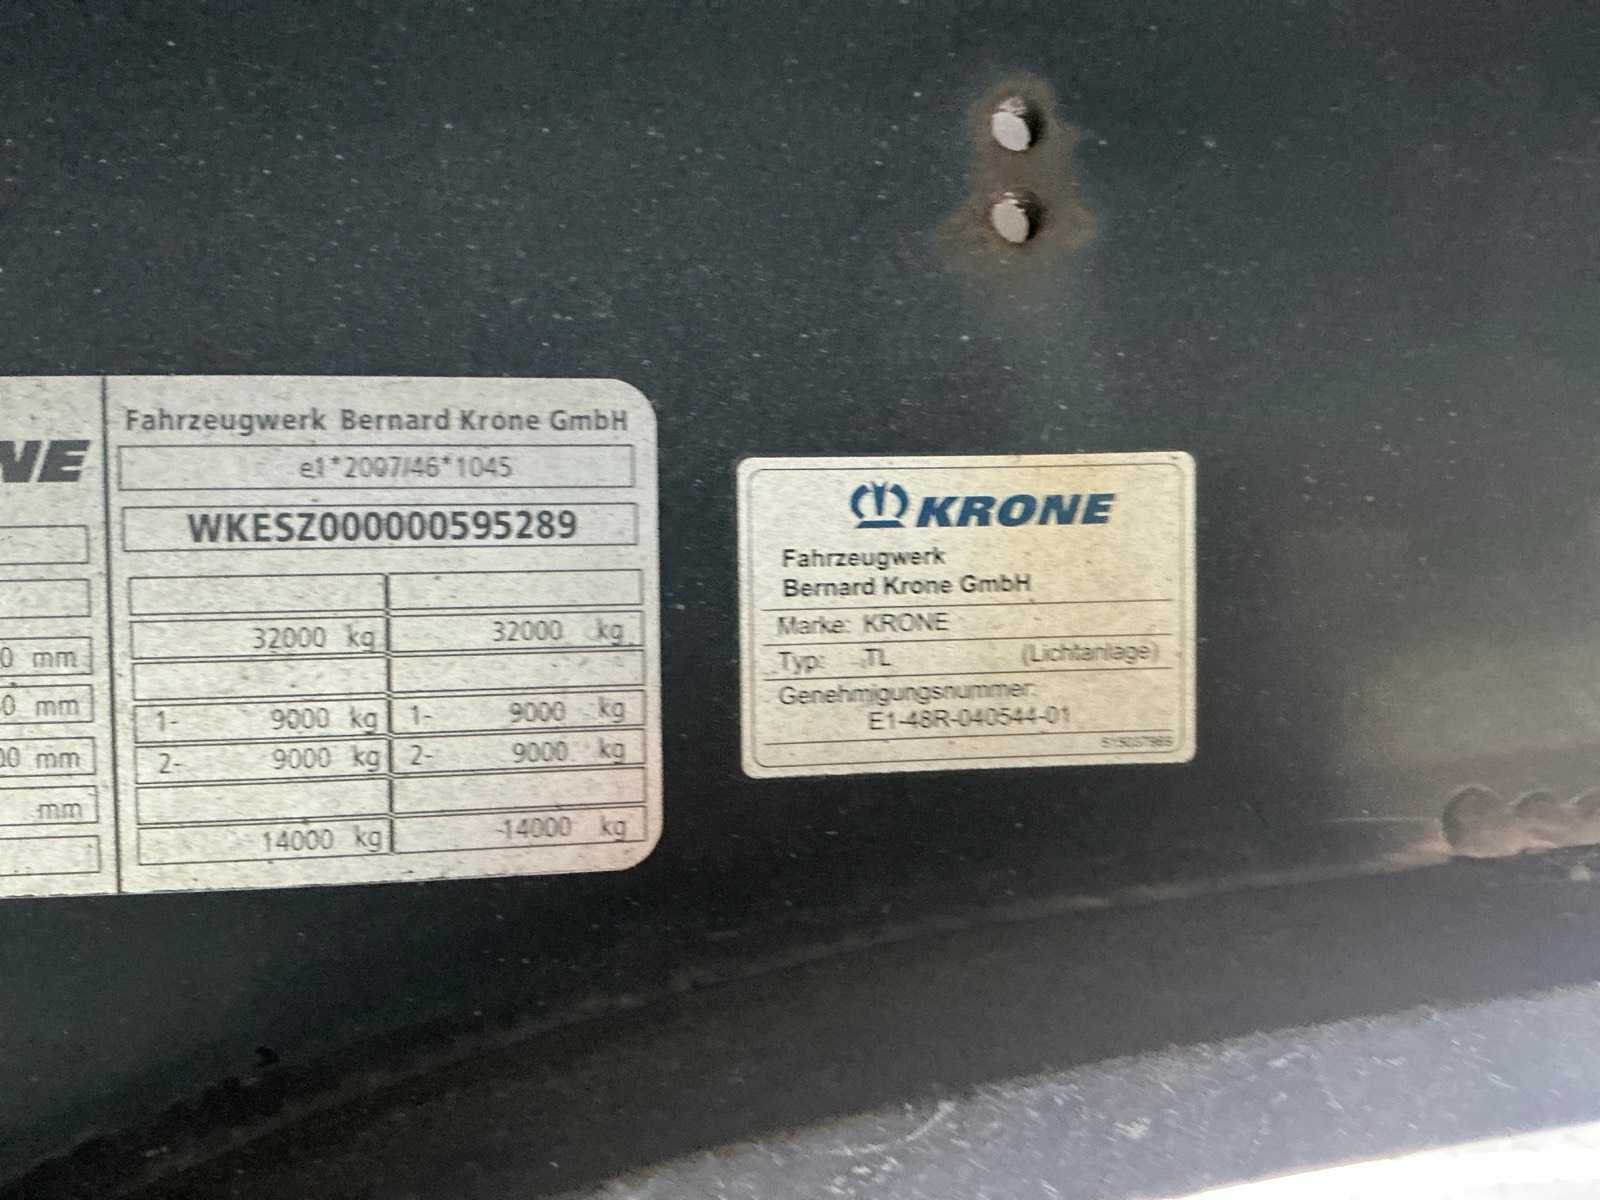 NE
0 mm
0 mm
00 mm
mm
Fahrzeugwerk Bernard Krone GmbH
e1*2007/46*1045
WKESZ000000595289
32000 kg 32000 kg
1- 9000 kg 1- 9000 kg
2- 9000 kg 2- 9000 kg
14000 kg 14000 kg
KRONE
Fahrzeugwerk
Bernard Krone GmbH
Marke: KRONE
Typ: TL (Lichtanlage)
Genehmigungsnummer:
E1-48R-040544-01